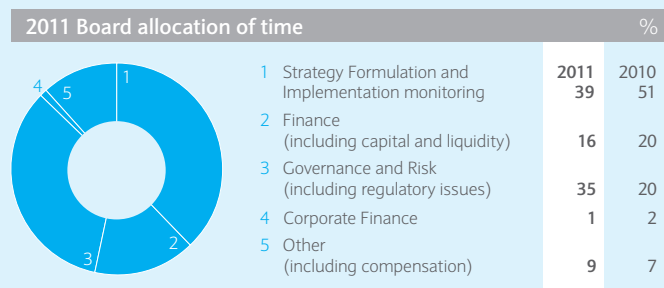 2011 Board allocation of time %
4
5
1
3
2
2011 2010
1 Strategy Formulation and
Implementation monitoring 39 51
2 Finance
(including capital and liquidity) 16 20
3 Governance and Risk
(including regulatory issues) 35 20
4 Corporate Finance 1 2
5 Other
(including compensation) 9 7